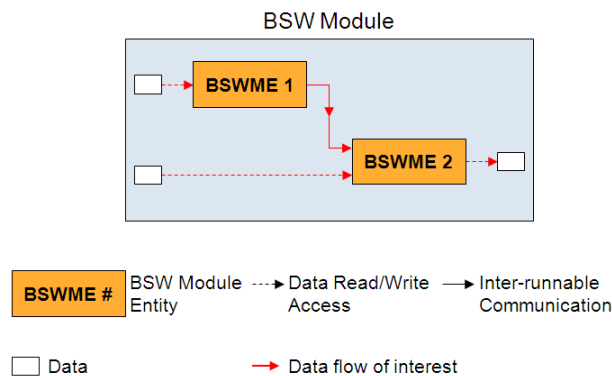 BSW Module
BSWME 1
BSWME 2
BSWME #
BSW Module
Entity
Data Read/Write
Access
Inter-runnable
Communication
Data
Data flow of interest